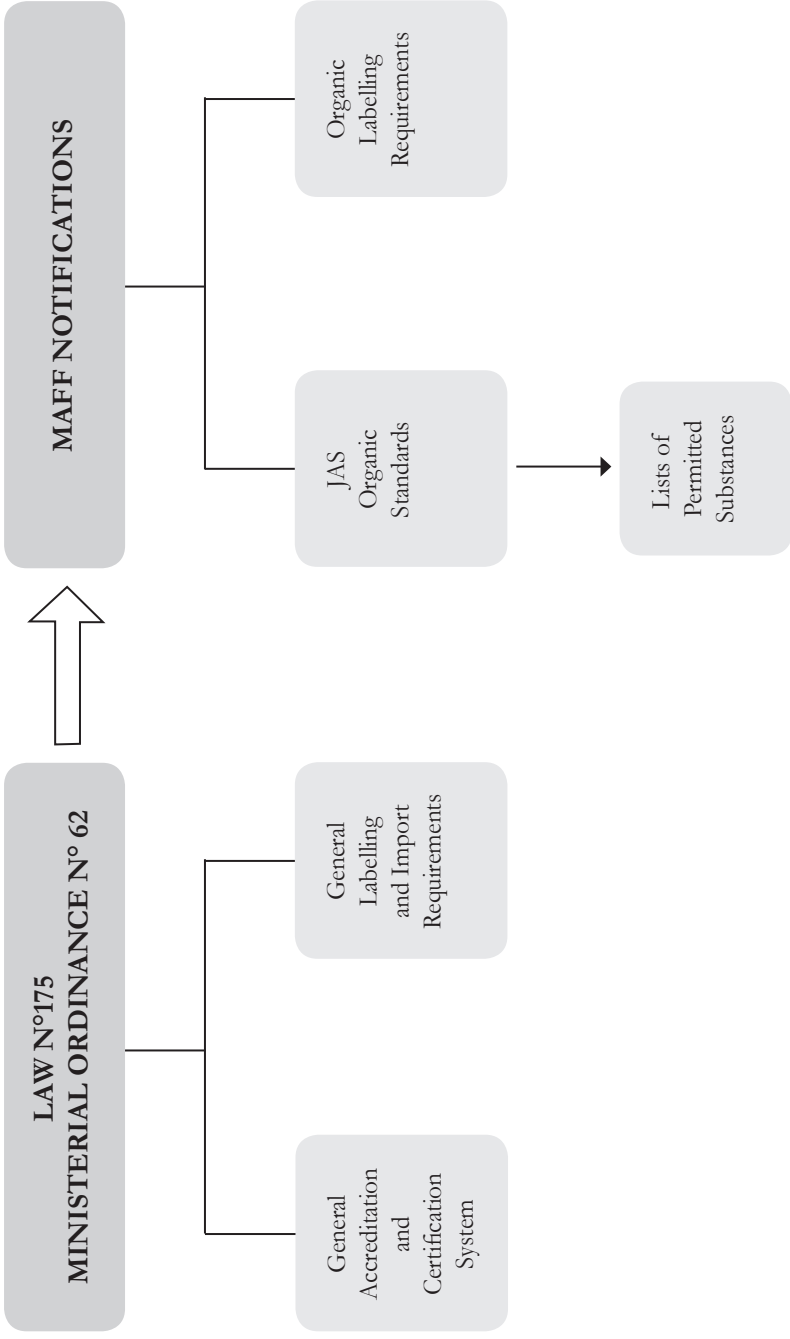 LAW N°175
MINISTERIAL ORDINANCE N° 62
General
Accreditation
and
Certification
System
General
Labelling
and Import
Requirements
MAFF NOTIFICATIONS
JAS
Organic
Standards
Lists of
Permitted
Substances
Organic
Labelling
Requirements